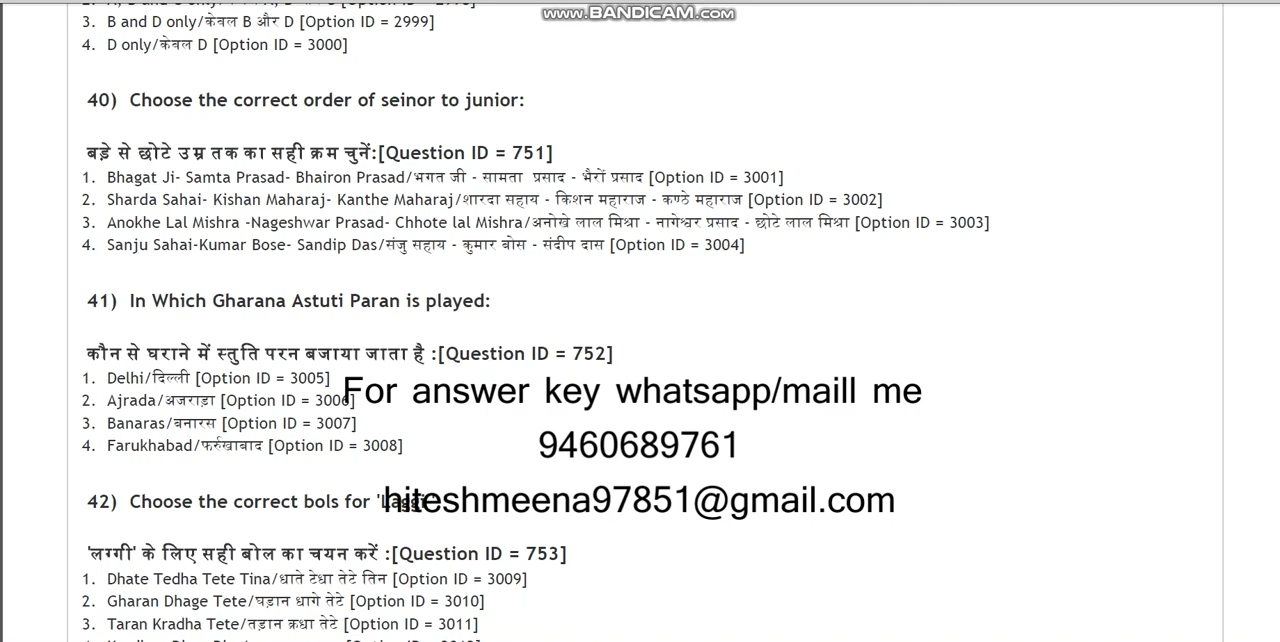 www.BANDICAM.com
3. B and D only/केवल B और D [Option ID = 2999]
4. D only/केवल D [Option ID = 3000]
40) Choose the correct order of seinor to junior:
बड़े से छोटे उम्र तक का सही क्रम चुनें:[Question ID = 751]
1. Bhagat Ji- Samta Prasad- Bhairon Prasad/भगत जी - सामता प्रसाद - भैरों प्रसाद [Option ID = 3001]
2. Sharda Sahai- Kishan Maharaj- Kanthe Maharaj/शारदा सहाय - किशन महाराज - कण्ठे महाराज [Option ID = 3002]
3. Anokhe Lal Mishra -Nageshwar Prasad- Chhote lal Mishra/अनोखे लाल मिश्रा - नागेश्वर प्रसाद - छोटे लाल मिश्रा [Option ID = 3003]
4. Sanju Sahai-Kumar Bose- Sandip Das/संजु सहाय - कुमार बोस - संदीप दास [Option ID = 3004]
41) In Which Gharana Astuti Paran is played:
कौन से घराने में स्तुति परन बजाया जाता है :[Question ID = 752]
1. Delhi/दिल्ली [Option ID = 3005]
2. Ajrada/अजराड़ा [Option ID = 3006]
For answer key whatsapp/maill me
3. Banaras/बनारस [Option ID = 3007]
9460689761
4. Farukhabad/फर्रुखाबाद [Option ID = 3008]
42) Choose the correct bols for 'Laggi'
hiteshmeena97851@gmail.com
'लग्गी' के लिए सही बोल का चयन करें :[Question ID = 753]
1. Dhate Tedha Tete Tina/धाते टेधा तेटे तिन [Option ID = 3009]
2. Gharan Dhage Tete/घड़ान धागे तेटे [Option ID = 3010]
3. Taran Kradha Tete/तड़ान क्रधा तेटे [Option ID = 3011]